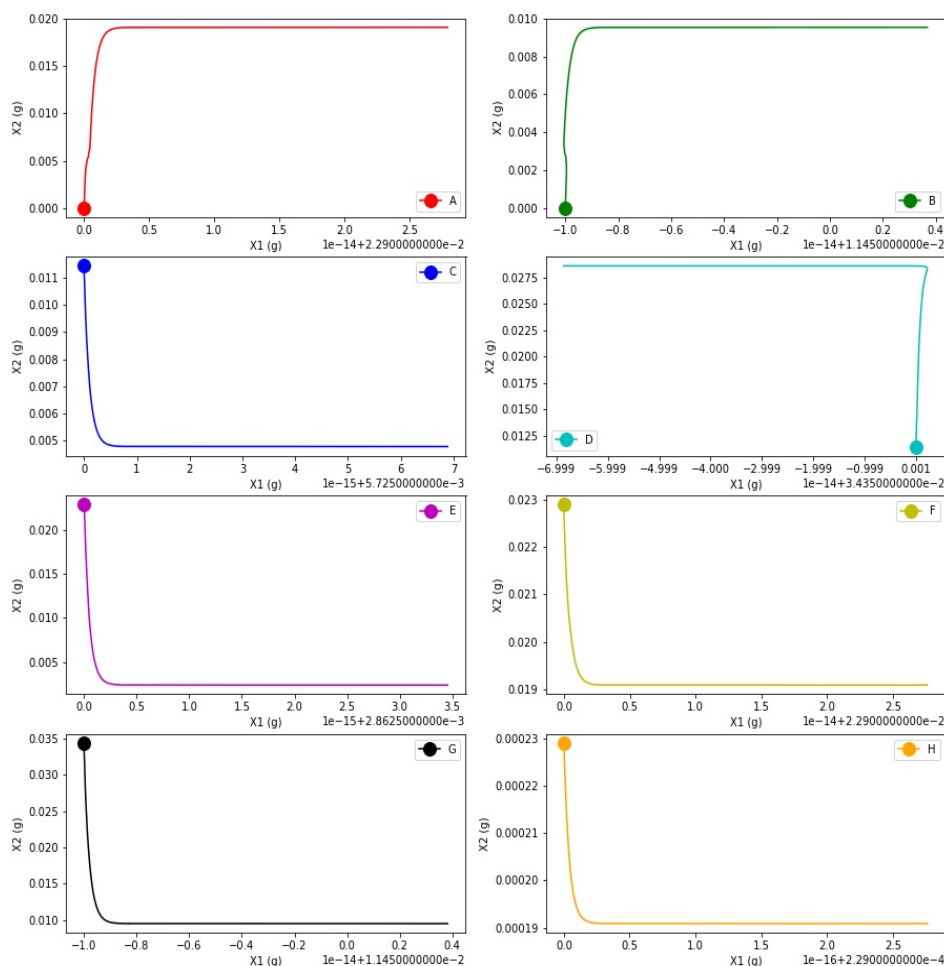 0.020
0.015
0.010
0.005
0.000
X2 (g)
A
0.0 0.5 1.0 1.5 2.0 2.5
X1 (g) 1e-14+2.2900000000e-2
0.010
0.008
0.006
0.004
0.002
0.000
X2 (g)
B
−1.0 −0.8 −0.6 −0.4 −0.2 0.0 0.2 0.4
X1 (g) 1e-14+1.1450000000e-2
0.011
0.010
0.009
0.008
0.007
0.006
0.005
X2 (g)
C
0 1 2 3 4 5 6 7
X1 (g) 1e-15+5.7250000000e-3
0.0275
0.0250
0.0225
0.0200
0.0175
0.0150
0.0125
X2 (g)
D
−6.999 −5.999 −4.999 −4.000 −2.999 −1.999 −0.999 0.001
X1 (g) 1e-14+3.4350000000e-2
0.020
0.015
0.010
0.005
X2 (g)
E
0.0 0.5 1.0 1.5 2.0 2.5 3.0 3.5
X1 (g) 1e-15+2.8625000000e-3
0.023
0.022
0.021
0.020
0.019
X2 (g)
F
0.0 0.5 1.0 1.5 2.0 2.5
X1 (g) 1e-14+2.2900000000e-2
0.035
0.030
0.025
0.020
0.015
0.010
X2 (g)
G
−1.0 −0.8 −0.6 −0.4 −0.2 0.0 0.2 0.4
X1 (g) 1e-14+1.1450000000e-2
0.00023
0.00022
0.00021
0.00020
0.00019
X2 (g)
H
0.0 0.5 1.0 1.5 2.0 2.5
X1 (g) 1e-16+2.2900000000e-4